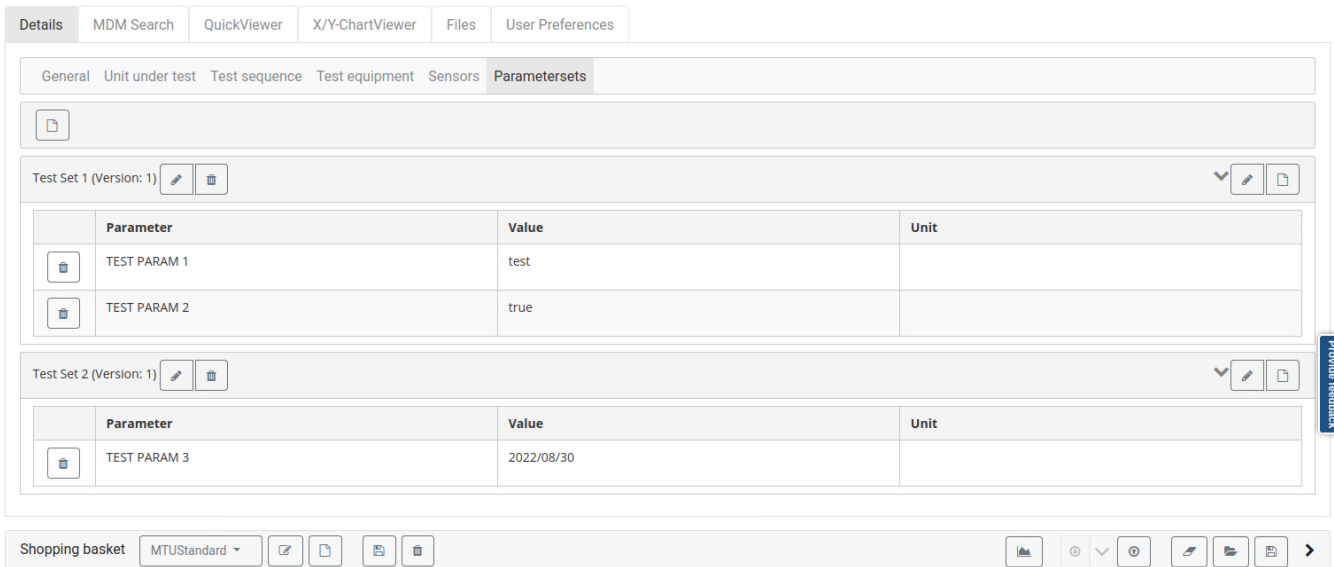 Details MDM Search QuickViewer X/Y-ChartViewer Files User Preferences
General Unit under test Test sequence Test equipment Sensors Parametersets
Test Set 1 (Version: 1)
Parameter Value Unit
TEST PARAM 1 test
TEST PARAM 2 true
Test Set 2 (Version: 1)
Provide feedback
Parameter Value Unit
TEST PARAM 3 2022/08/30
Shopping basket MTUStandard